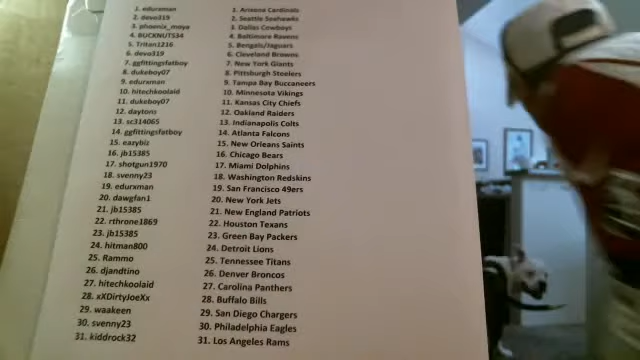 1. edurxman 1. Arizona Cardinals
2. devo319 2. Seattle Seahawks
3. phoenix_maya 3. Dallas Cowboys
4. BUCKNUT534 4. Baltimore Ravens
5. Tritan1216 5. Bengals/Jaguars
6. devo319 6. Cleveland Browns
7. ggfittingsfatboy 7. New York Giants
8. dukeboy07 8. Pittsburgh Steelers
9. edurxman 9. Tampa Bay Buccaneers
10. hitechkoolaid 10. Minnesota Vikings
11. dukeboy07 11. Kansas City Chiefs
12. daytons 12. Oakland Raiders
13. sc314065 13. Indianapolis Colts
14. ggfittingsfatboy 14. Atlanta Falcons
15. eazybiz 15. New Orleans Saints
16. jb15385 16. Chicago Bears
17. shotgun1970 17. Miami Dolphins
18. svenny23 18. Washington Redskins
19. edurxman 19. San Francisco 49ers
20. dawgfan1 20. New York Jets
21. jb15385 21. New England Patriots
22. rthrone1869 22. Houston Texans
23. jb15385 23. Green Bay Packers
24. hitman800 24. Detroit Lions
25. Rammo 25. Tennessee Titans
26. djandtino 26. Denver Broncos
27. hitechkoolaid 27. Carolina Panthers
28. xXDirtyJoeXx 28. Buffalo Bills
29. waakeen 29. San Diego Chargers
30. svenny23 30. Philadelphia Eagles
31. kiddrock32 31. Los Angeles Rams